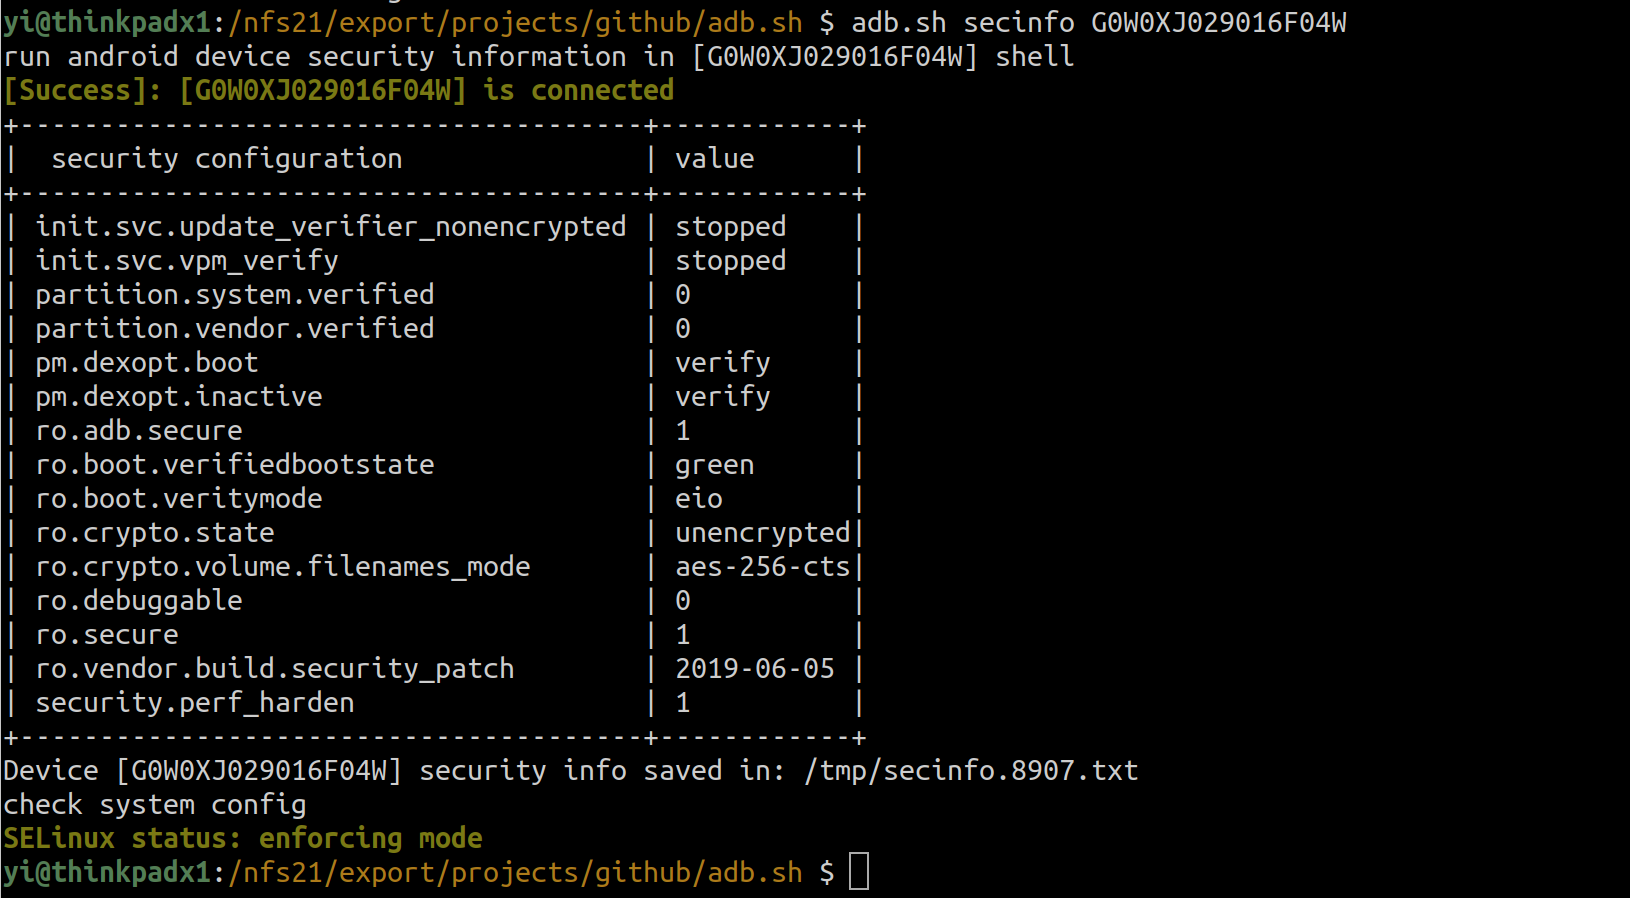 yi@thinkpadx1:/nfs21/export/projects/github/adb.sh $ adb.sh secinfo G0W0XJ029016F04W
run android device security information in [G0W0XJ029016F04W] shell
[Success]: [G0W0XJ029016F04W] is connected
+---------------------------------------+------------+
|  security configuration               | value      |
+---------------------------------------+------------+
| init.svc.update_verifier_nonencrypted | stopped    |
| init.svc.vpm_verify                   | stopped    |
| partition.system.verified             | 0          |
| partition.vendor.verified             | 0          |
| pm.dexopt.boot                        | verify     |
| pm.dexopt.inactive                    | verify     |
| ro.adb.secure                         | 1          |
| ro.boot.verifiedbootstate             | green      |
| ro.boot.veritymode                    | eio        |
| ro.crypto.state                       | unencrypted|
| ro.crypto.volume.filenames_mode       | aes-256-cts|
| ro.debuggable                         | 0          |
| ro.secure                             | 1          |
| ro.vendor.build.security_patch        | 2019-06-05 |
| security.perf_harden                  | 1          |
+---------------------------------------+------------+
Device [G0W0XJ029016F04W] security info saved in: /tmp/secinfo.8907.txt
check system config
SELinux status: enforcing mode
yi@thinkpadx1:/nfs21/export/projects/github/adb.sh $